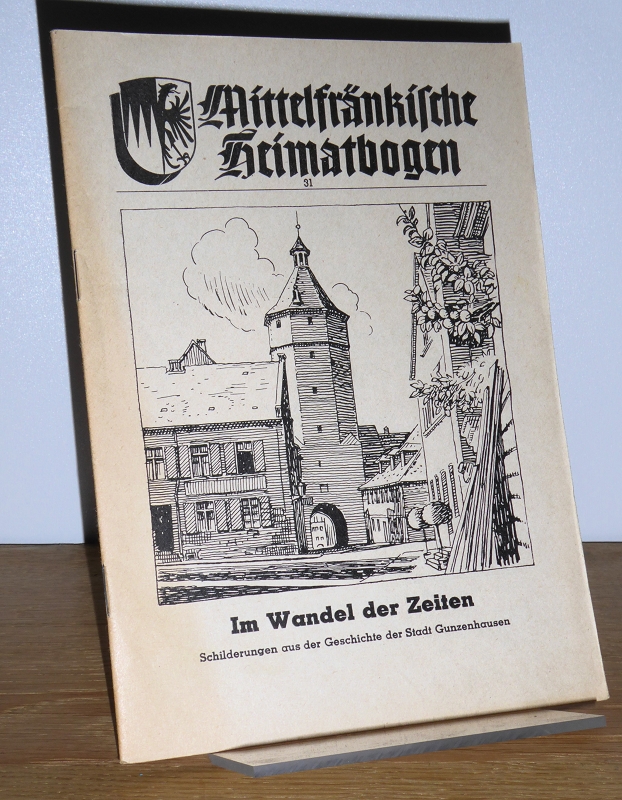 Mittelfränkische
Heimatbogen
31
Im Wandel der Zeiten
Schilderungen aus der Geschichte der Stadt Gunzenhausen